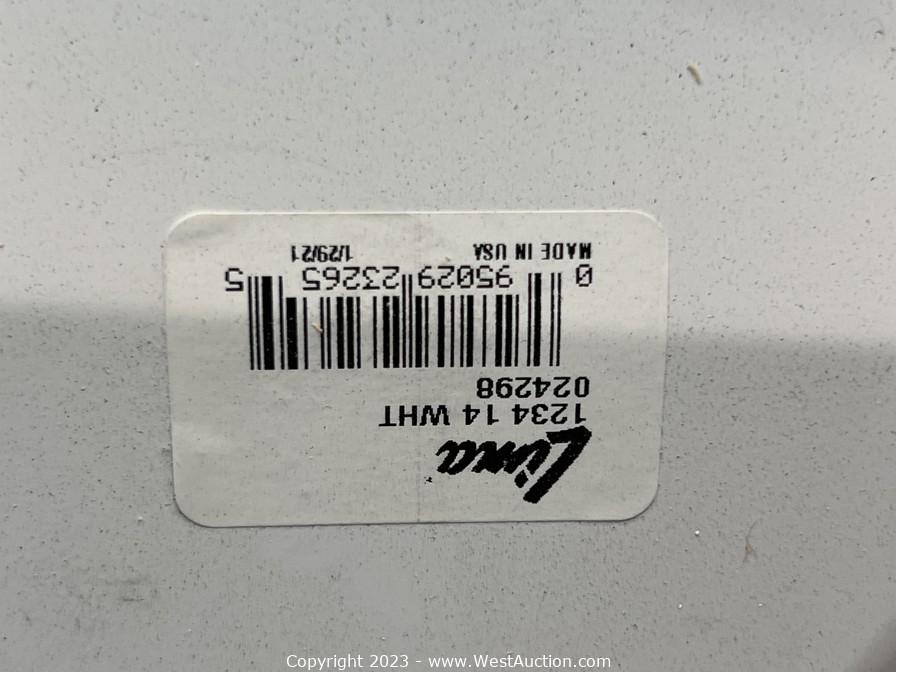 Lima
1234 14 WHT
024298
0 95029 23265 5
MADE IN USA 1/29/21
Copyright 2023 - www.WestAuction.com